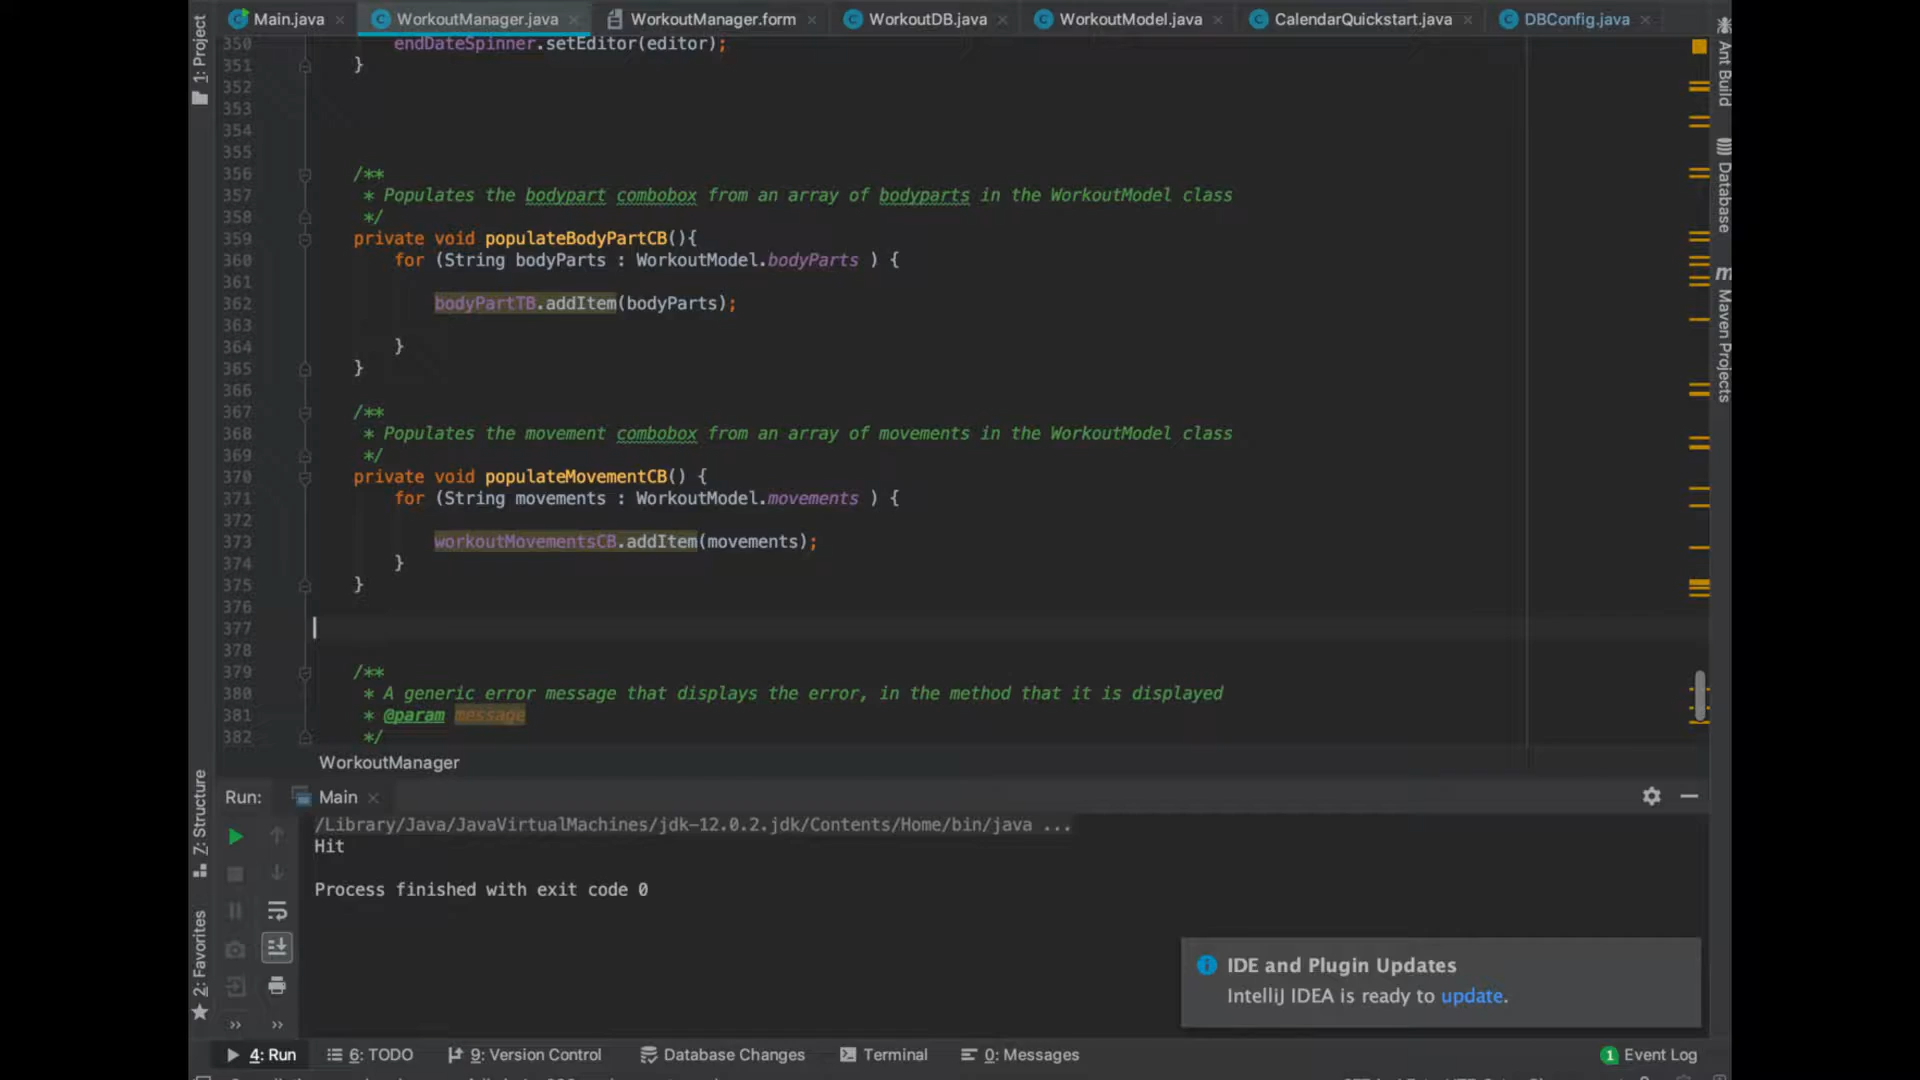 Main.java
WorkoutManager.java
WorkoutManager.form
WorkoutDB.java
WorkoutModel.java
CalendarQuickstart.java
DBConfig.java
1: Project
Ant Build
Database
Maven Projects
350 endDateSpinner.setEditor(editor);
351 }
352
353
354
355
356 /**
357 * Populates the bodypart combobox from an array of bodyparts in the WorkoutModel class
358 */
359 private void populateBodyPartCB(){
360 for (String bodyParts : WorkoutModel.bodyParts ) {
361
362 bodyPartTB.addItem(bodyParts);
363
364 }
365 }
366
367 /**
368 * Populates the movement combobox from an array of movements in the WorkoutModel class
369 */
370 private void populateMovementCB() {
371 for (String movements : WorkoutModel.movements ) {
372
373 workoutMovementsCB.addItem(movements);
374 }
375 }
376
377
378
379 /**
380 * A generic error message that displays the error, in the method that it is displayed
381 * @param message
382 */
WorkoutManager
7: Structure
2: Favorites
Run: Main
/Library/Java/JavaVirtualMachines/jdk-12.0.2.jdk/Contents/Home/bin/java ...
Hit
Process finished with exit code 0
IDE and Plugin Updates
IntelliJ IDEA is ready to update.
4: Run
6: TODO
9: Version Control
Database Changes
Terminal
0: Messages
1 Event Log